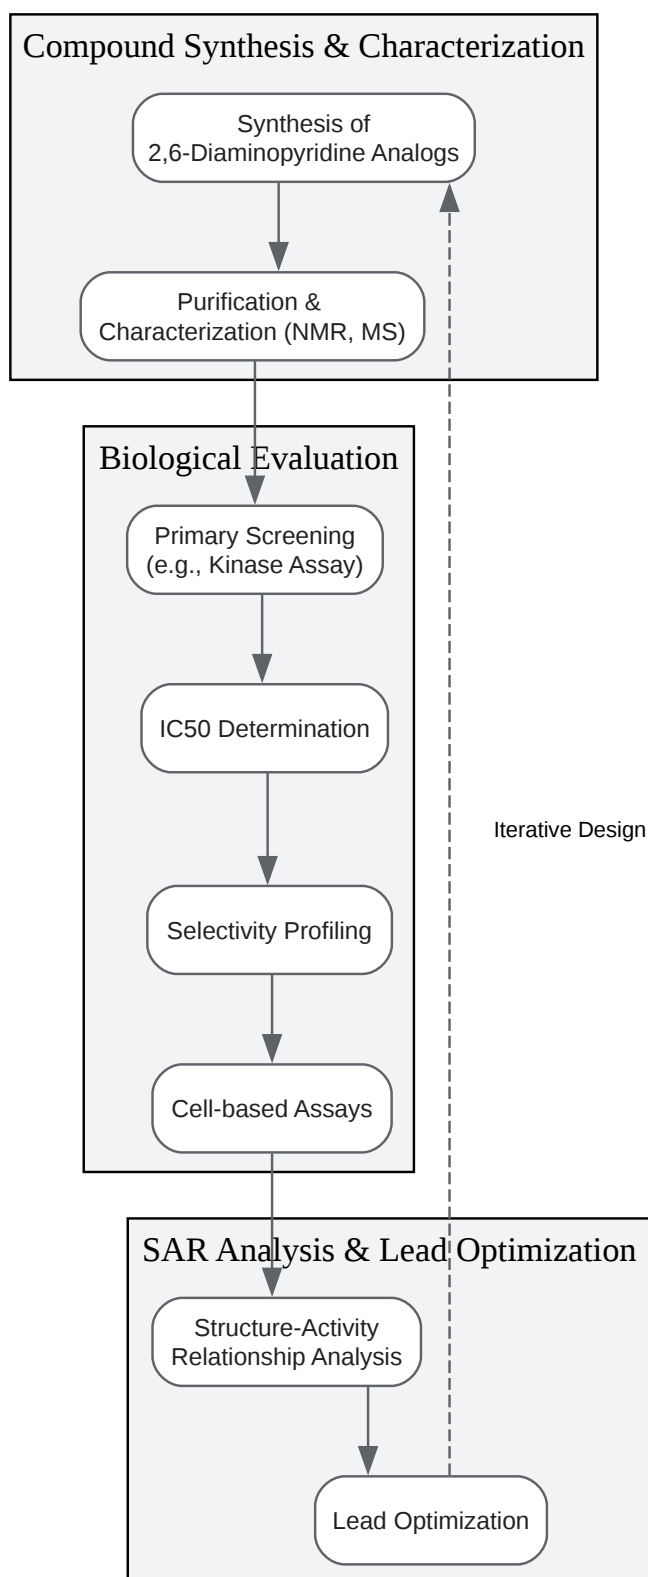 Compound Synthesis & Characterization
Synthesis of
2,6-Diaminopyridine Analogs
Purification &
Characterization (NMR, MS)
Biological Evaluation
Primary Screening
(e.g., Kinase Assay)
IC50 Determination
Iterative Design
Selectivity Profiling
Cell-based Assays
SAR Analysis & Lead Optimization
Structure-Activity
Relationship Analysis
Lead Optimization